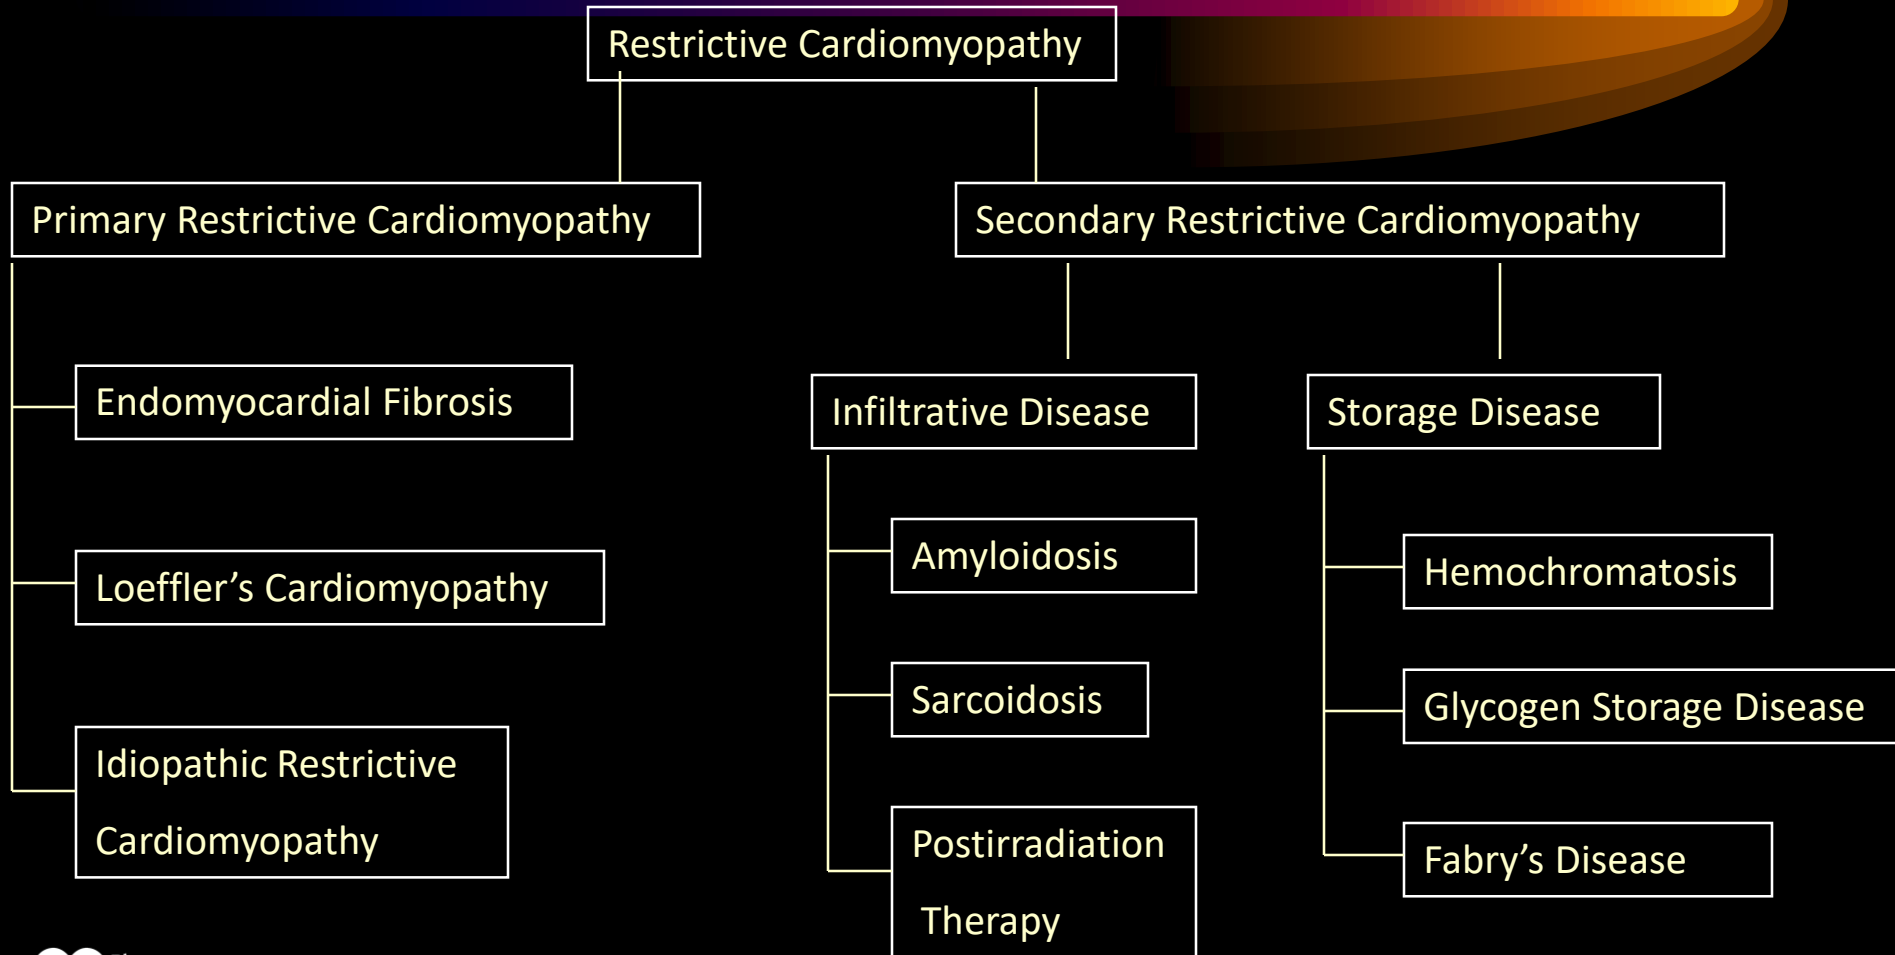 Restrictive Cardiomyopathy
Primary Restrictive Cardiomyopathy
Secondary Restrictive Cardiomyopathy
Endomyocardial Fibrosis
Loeffler’s Cardiomyopathy
Idiopathic Restrictive
Cardiomyopathy
Infiltrative Disease
Amyloidosis
Sarcoidosis
Postirradiation
Therapy
Storage Disease
Hemochromatosis
Glycogen Storage Disease
Fabry’s Disease